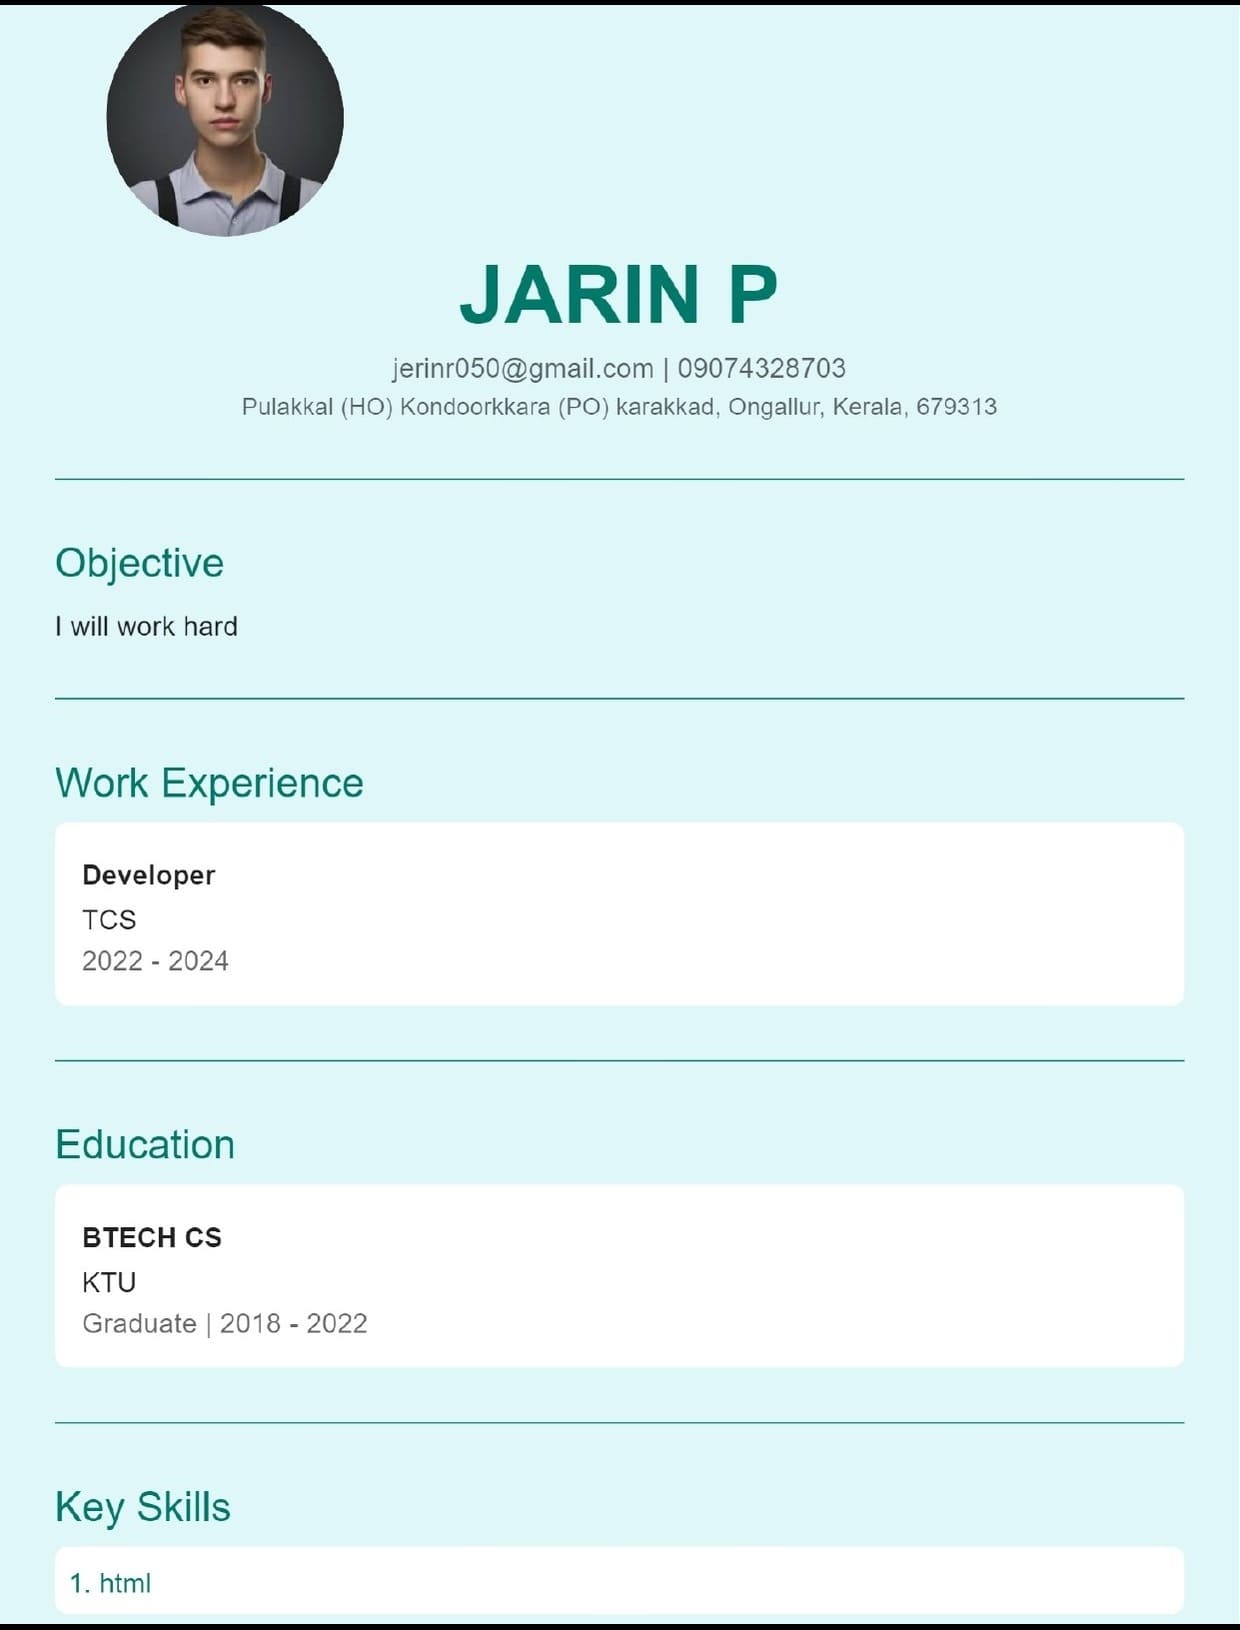 JARIN P
jerinr050@gmail.com | 09074328703
Pulakkal (HO) Kondoorkkara (PO) karakkad, Ongallur, Kerala, 679313
Objective
I will work hard
Work Experience
Developer
TCS
2022 - 2024
Education
BTECH CS
KTU
Graduate | 2018 - 2022
Key Skills
1. html